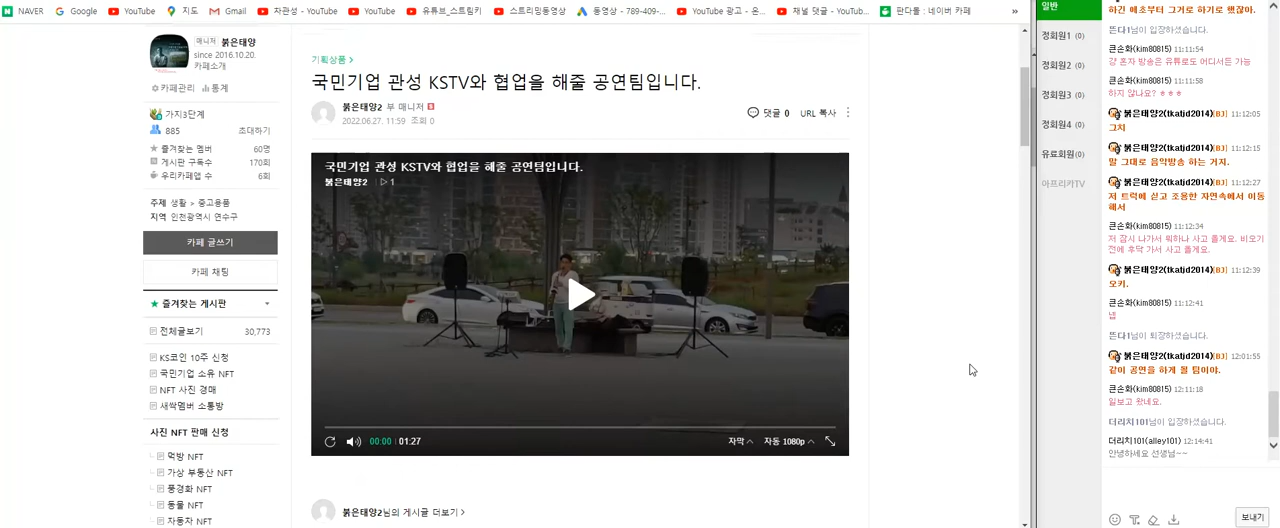 NAVER
Google
YouTube
지도
Gmail
자관성 - YouTube
YouTube
유튜브_스트림키
스트리밍동영상
동영상 - 789-409-...
YouTube 광고 - 온...
채널 댓글 - YouTub...
판다톨 : 네이버 카페
»
매니저 붉은태양
since 2016.10.20.
카페소개
카페관리 통계
가지3단계
885 초대하기
즐겨찾는 멤버 60명
게시판 구독수 170회
우리카페앱 수 6회
주제 생활 > 중고용품
지역 인천광역시 연수구
카페 글쓰기
카페 채팅
즐겨찾는 게시판
전체글보기 30,773
KS코인 10주 신청
국민기업 소유 NFT
NFT 사진 경매
새싹멤버 소통방
사진 NFT 판매 신청
먹방 NFT
가상 부동산 NFT
풍경화 NFT
동물 NFT
자동차 NFT
기획상품 >
국민기업 관성 KSTV와 협업을 해줄 공연팀입니다.
붉은태양2 부 매니저
2022.06.27. 11:59 조회 0
댓글 0 URL 복사
국민기업 관성 KSTV와 협업을 해줄 공연팀입니다.
붉은태양2 1
00:00 01:27
자막 자동 1080p
붉은태양2님의 게시글 더보기 >
일반
정회원1 (0)
정회원2 (0)
정회원3 (0)
정회원4 (0)
유료회원(0)
아프리카TV
하긴 애초부터 그거로 하기로 했잖아.
뜬다1님이 입장하셨습니다.
큰손화(kim80815) 11:11:54
걍 혼자 방송은 유튜로도 어디서든 가능
큰손화(kim80815) 11:11:58
하지 않나요? ㅎㅎㅎ
붉은태양2(tkatjd2014)[BJ] 11:12:05
그치
붉은태양2(tkatjd2014)[BJ] 11:12:15
말 그대로 음악방송 하는 거지.
붉은태양2(tkatjd2014)[BJ] 11:12:27
저 트럭에 싣고 조용한 자연속에서 이동
해서
큰손화(kim80815) 11:12:34
저 잠시 나가서 뭐하나 사고 올게요. 비오기
전에 후닥 가서 사고 올게요.
붉은태양2(tkatjd2014)[BJ] 11:12:39
오키.
큰손화(kim80815) 11:12:41
넵
뜬다1님이 퇴장하셨습니다.
붉은태양2(tkatjd2014)[BJ] 12:01:55
같이 공연을 하게 될 팀이야.
큰손화(kim80815) 12:11:18
일보고 왔네요.
더리치101님이 입장하셨습니다.
더리치101(alley101) 12:14:41
안녕하세요 선생님~~
보내기